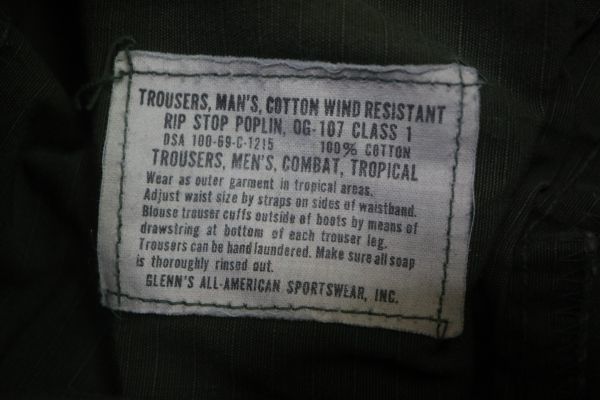 TROUSERS, MAN'S, COTTON WIND RESISTANT
RIP STOP POPLIN, OG-107 CLASS 1
DSA 100-69-C-1215 100% COTTON
TROUSERS, MEN'S, COMBAT, TROPICAL
Wear as outer garment in tropical areas.
Adjust waist size by straps on sides of waistband.
Blouse trouser cuffs outside of boots by means of
drawstring at bottom of each trouser leg.
Trousers can be hand laundered. Make sure all soap
is thoroughly rinsed out.
GLENN'S ALL-AMERICAN SPORTSWEAR, INC.